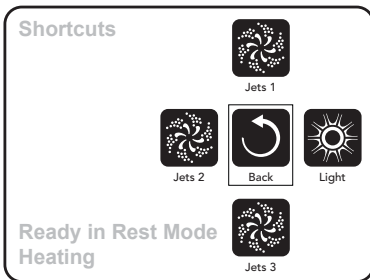 Shortcuts
Jets 1
Jets 2
Back
Light
Ready in Rest Mode
Heating
Jets 3